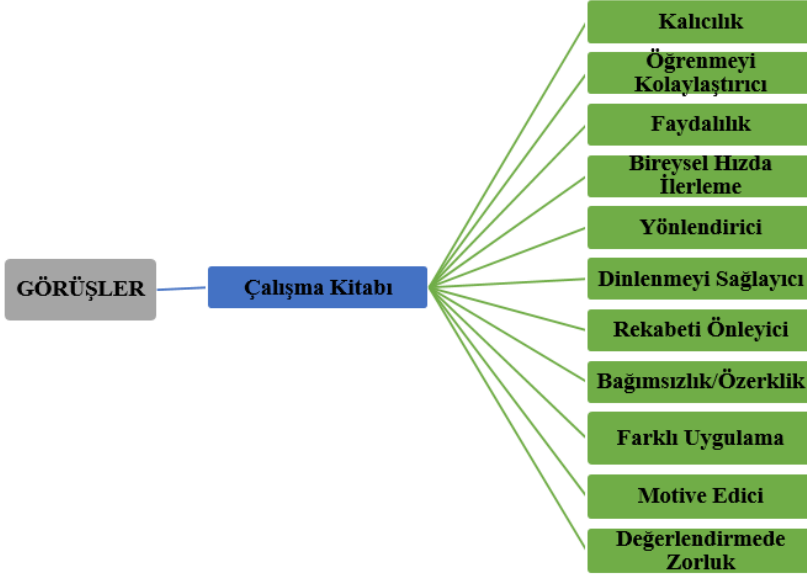 GÖRÜŞLER
Çalışma Kitabı
Kalıcılık
Öğrenmeyi
Kolaylaştırıcı
Faydalılık
Bireysel Hızda
İlerleme
Yönlendirici
Dinlenmeyi Sağlayıcı
Rekabeti Önleyici
Bağımsızlık/Özerklik
Farklı Uygulama
Motive Edici
Değerlendirmede
Zorluk